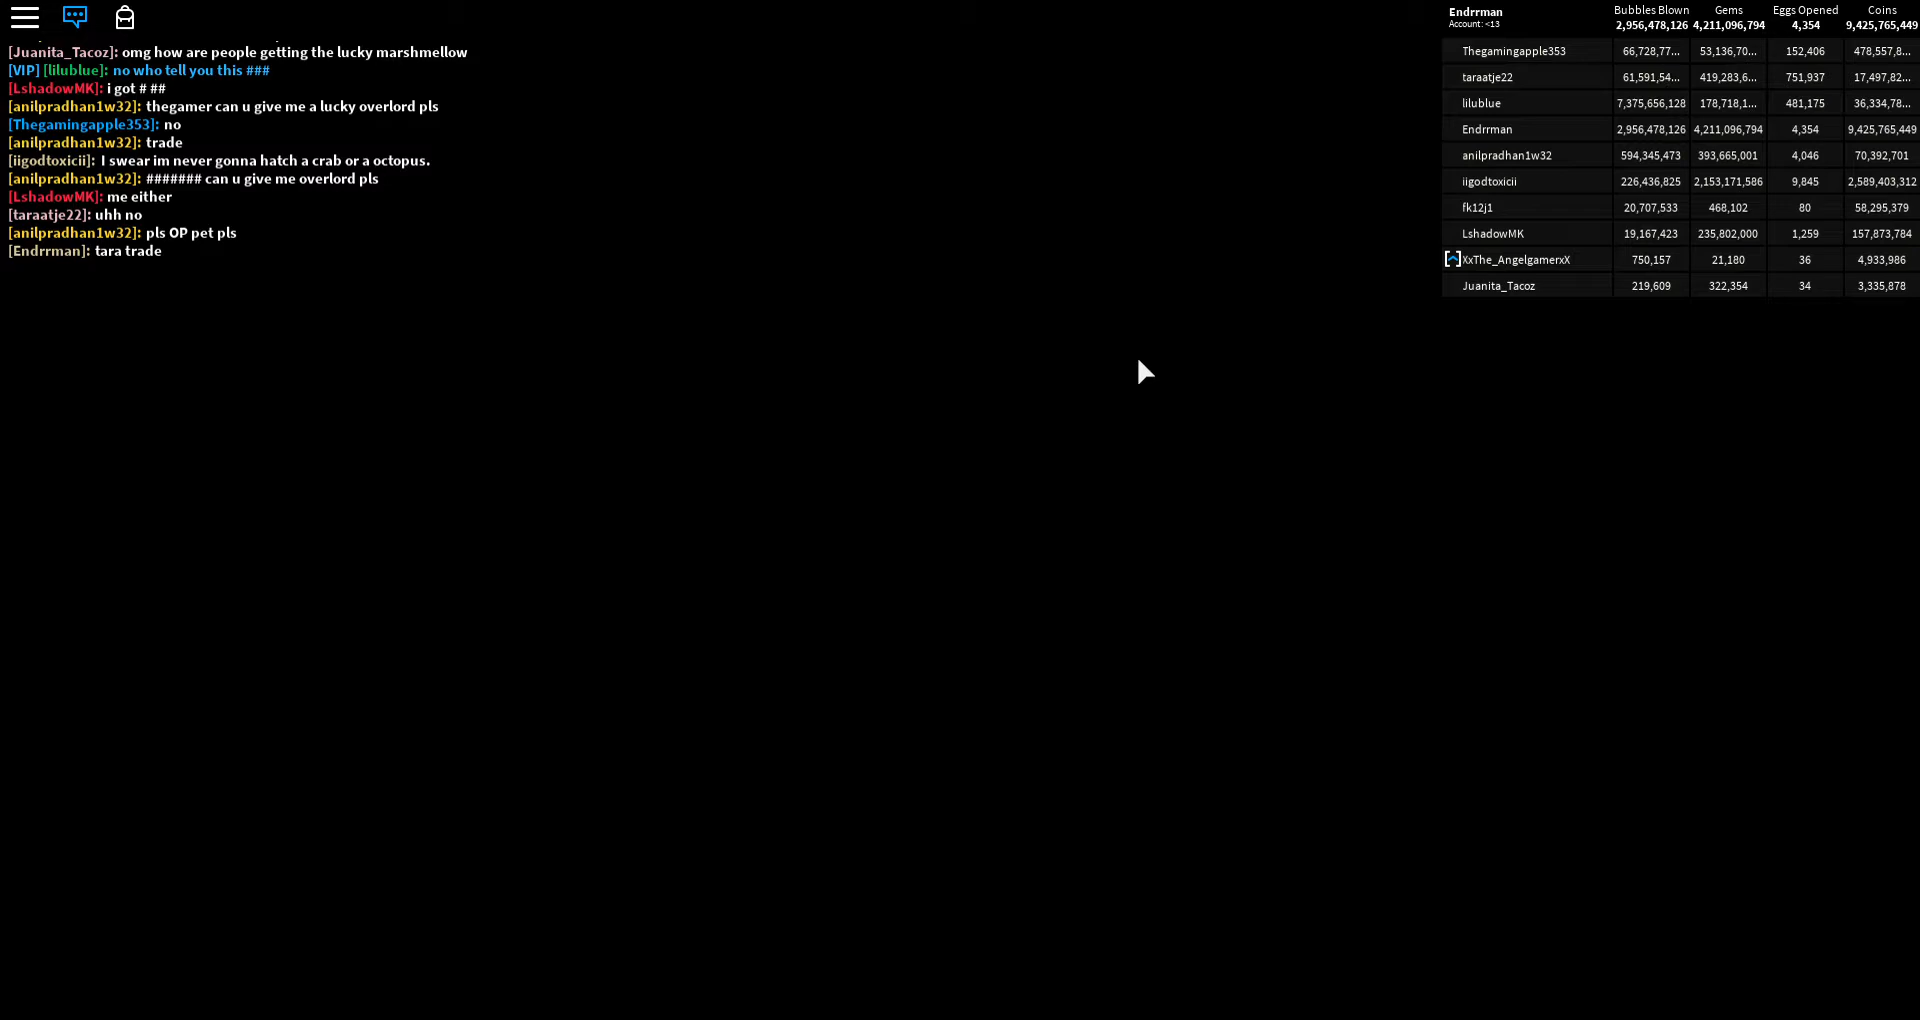 Endrrman Bubbles Blown Gems Eggs Opened Coins
Account: <13 2,956,478,126 4,211,096,794 4,354 9,425,765,449
[Juanita_Tacoz]: omg how are people getting the lucky marshmellow
[VIP] [lilublue]: no who tell you this ###
[LshadowMK]: i got # ##
[anilpradhan1w32]: thegamer can u give me a lucky overlord pls
[Thegamingapple353]: no
[anilpradhan1w32]: trade
[iigodtoxicii]: I swear im never gonna hatch a crab or a octopus.
[anilpradhan1w32]: ####### can u give me overlord pls
[LshadowMK]: me either
[taraatje22]: uhh no
[anilpradhan1w32]: pls OP pet pls
[Endrrman]: tara trade
Thegamingapple353 66,728,77... 53,136,70... 152,406 478,557,8...
taraatje22 61,591,54... 419,283,6... 751,937 17,497,82...
lilublue 7,375,656,128 178,718,1... 481,175 36,334,78...
Endrrman 2,956,478,126 4,211,096,794 4,354 9,425,765,449
anilpradhan1w32 594,345,473 393,665,001 4,046 70,392,701
iigodtoxicii 226,436,825 2,153,171,586 9,845 2,589,403,312
fk12j1 20,707,533 468,102 80 58,295,379
LshadowMK 19,167,423 235,802,000 1,259 157,873,784
XxThe_AngelgamerxX 750,157 21,180 36 4,933,986
Juanita_Tacoz 219,609 322,354 34 3,335,878